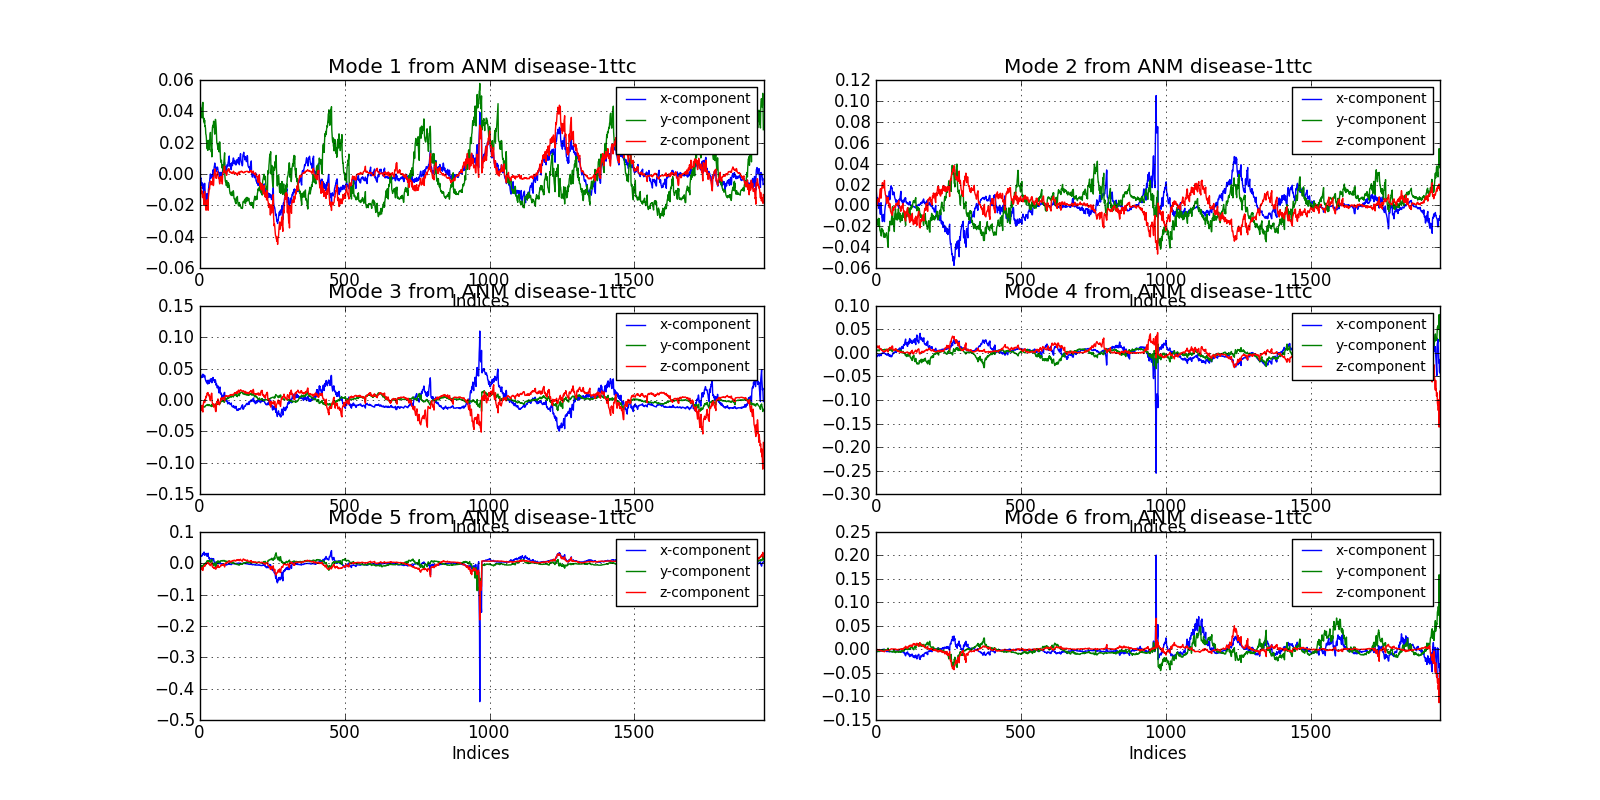 Mode 1 from ANM disease-1ttc
0.06
0.04
0.02
0.00
−0.02
−0.04
−0.06
x-component
y-component
z-component
0 500 1000 1500
Indices
Mode 2 from ANM disease-1ttc
0.12
0.10
0.08
0.06
0.04
0.02
0.00
−0.02
−0.04
−0.06
x-component
y-component
z-component
0 500 1000 1500
Indices
Mode 3 from ANM disease-1ttc
0.15
0.10
0.05
0.00
−0.05
−0.10
−0.15
x-component
y-component
z-component
0 500 1000 1500
Indices
Mode 4 from ANM disease-1ttc
0.10
0.05
0.00
−0.05
−0.10
−0.15
−0.20
−0.25
−0.30
x-component
y-component
z-component
0 500 1000 1500
Indices
Mode 5 from ANM disease-1ttc
0.1
0.0
−0.1
−0.2
−0.3
−0.4
−0.5
x-component
y-component
z-component
0 500 1000 1500
Indices
Mode 6 from ANM disease-1ttc
0.25
0.20
0.15
0.10
0.05
0.00
−0.05
−0.10
−0.15
x-component
y-component
z-component
0 500 1000 1500
Indices